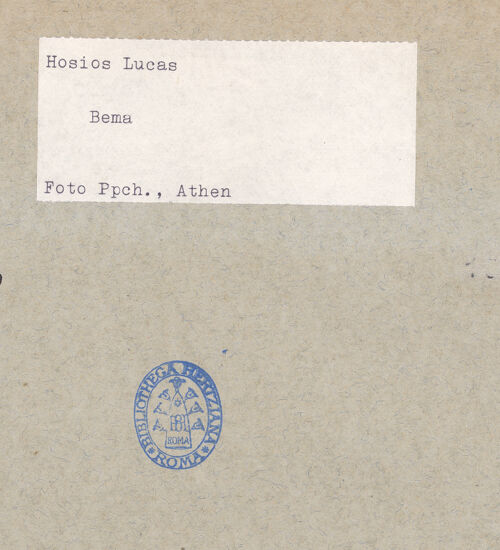 Hosios Lucas
Bema
Foto Ppch., Athen
BIBLIOTHECA HERTZIANA
ROMA
ROMA